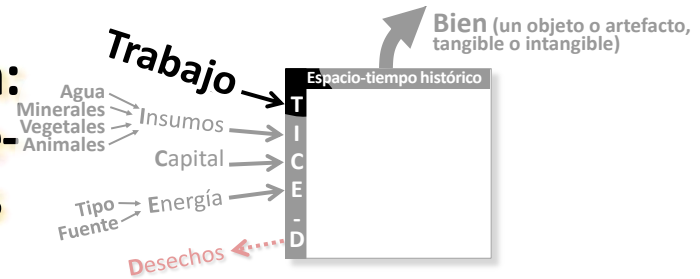 Bien (un objeto o artefacto,
tangible o intangible)
Trabajo
Espacio-tiempo histórico
Agua
Minerales
Vegetales
Animales
Insumos
Capital
Tipo
Fuente
Energía
Desechos
T
I
C
E
-
D